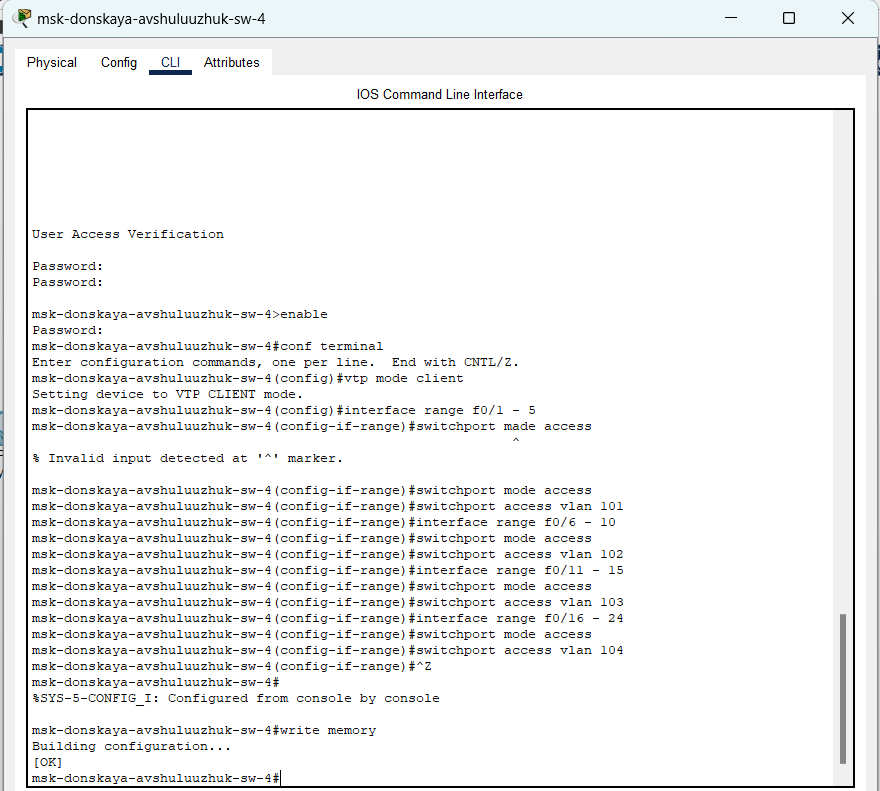 msk-donskaya-avshuluuzhuk-sw-4
Physical Config CLI Attributes
IOS Command Line Interface
User Access Verification
Password:
Password:
msk-donskaya-avshuluuzhuk-sw-4>enable
Password:
msk-donskaya-avshuluuzhuk-sw-4#conf terminal
Enter configuration commands, one per line.  End with CNTL/Z.
msk-donskaya-avshuluuzhuk-sw-4(config)#vtp mode client
Setting device to VTP CLIENT mode.
msk-donskaya-avshuluuzhuk-sw-4(config)#interface range f0/1 - 5
msk-donskaya-avshuluuzhuk-sw-4(config-if-range)#switchport made access
^
% Invalid input detected at '^' marker.
msk-donskaya-avshuluuzhuk-sw-4(config-if-range)#switchport mode access
msk-donskaya-avshuluuzhuk-sw-4(config-if-range)#switchport access vlan 101
msk-donskaya-avshuluuzhuk-sw-4(config-if-range)#interface range f0/6 - 10
msk-donskaya-avshuluuzhuk-sw-4(config-if-range)#switchport mode access
msk-donskaya-avshuluuzhuk-sw-4(config-if-range)#switchport access vlan 102
msk-donskaya-avshuluuzhuk-sw-4(config-if-range)#interface range f0/11 - 15
msk-donskaya-avshuluuzhuk-sw-4(config-if-range)#switchport mode access
msk-donskaya-avshuluuzhuk-sw-4(config-if-range)#switchport access vlan 103
msk-donskaya-avshuluuzhuk-sw-4(config-if-range)#interface range f0/16 - 24
msk-donskaya-avshuluuzhuk-sw-4(config-if-range)#switchport mode access
msk-donskaya-avshuluuzhuk-sw-4(config-if-range)#switchport access vlan 104
msk-donskaya-avshuluuzhuk-sw-4(config-if-range)#^Z
msk-donskaya-avshuluuzhuk-sw-4#
%SYS-5-CONFIG_I: Configured from console by console
msk-donskaya-avshuluuzhuk-sw-4#write memory
Building configuration...
[OK]
msk-donskaya-avshuluuzhuk-sw-4#